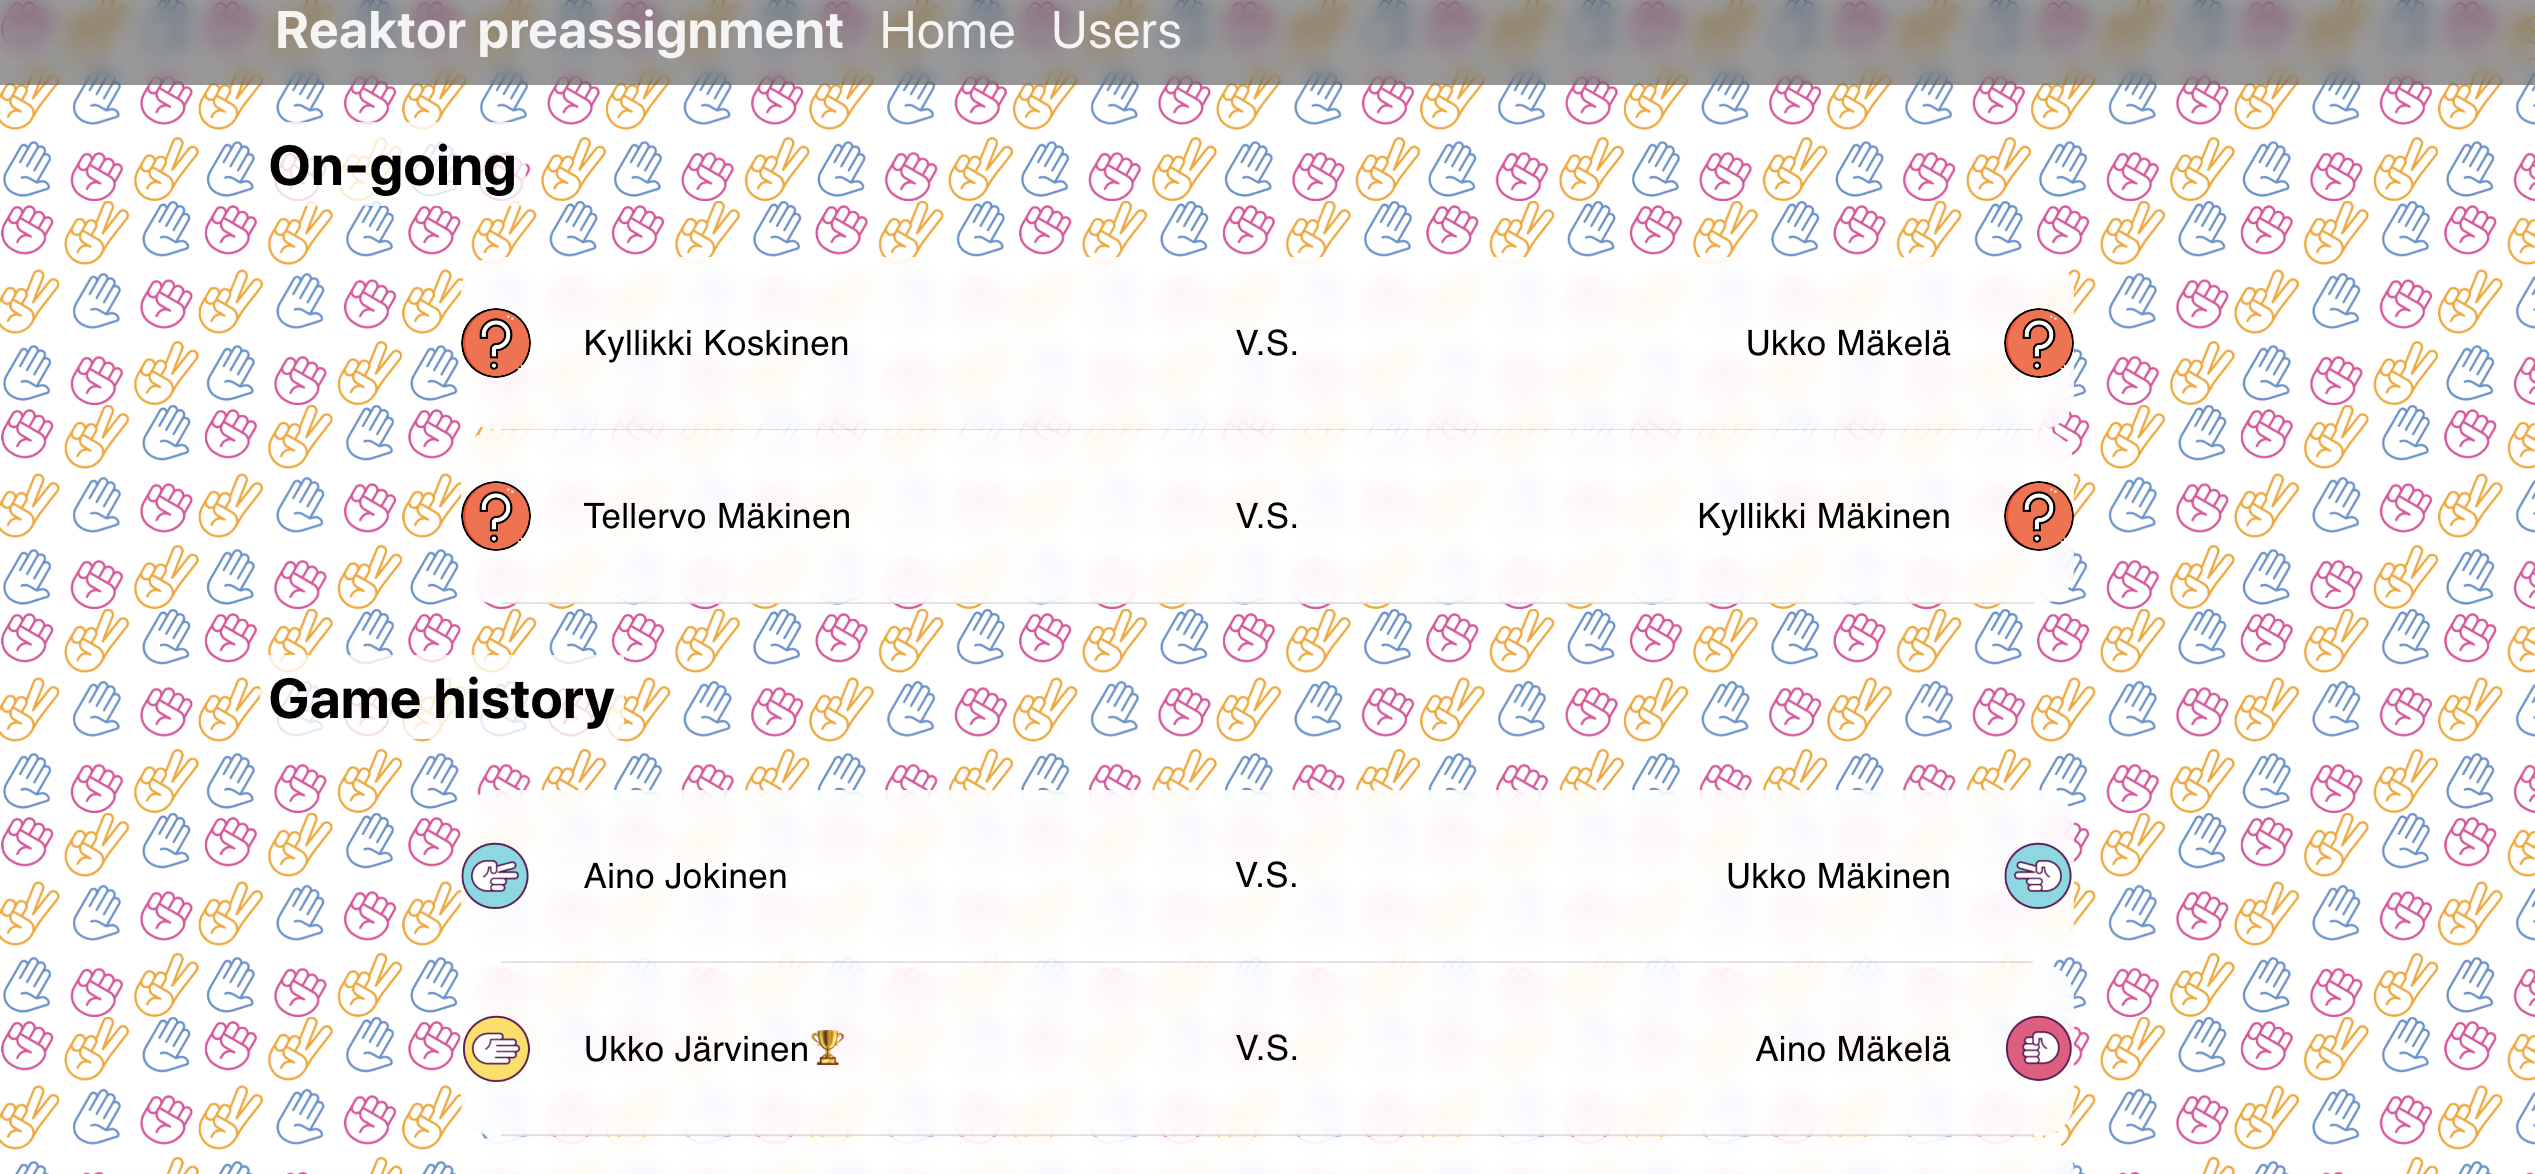 Reaktor preassignment Home Users
On-going
Kyllikki Koskinen V.S. Ukko Mäkelä
Tellervo Mäkinen V.S. Kyllikki Mäkinen
Game history
Aino Jokinen V.S. Ukko Mäkinen
Ukko Järvinen🏆 V.S. Aino Mäkelä